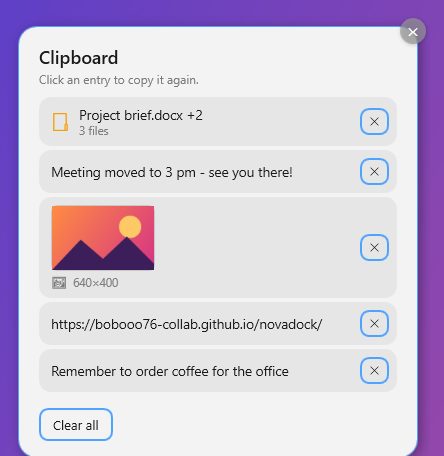 Clipboard
Click an entry to copy it again.
Project brief.docx +2
3 files
Meeting moved to 3 pm - see you there!
640×400
https://bobooo76-collab.github.io/novadock/
Remember to order coffee for the office
Clear all